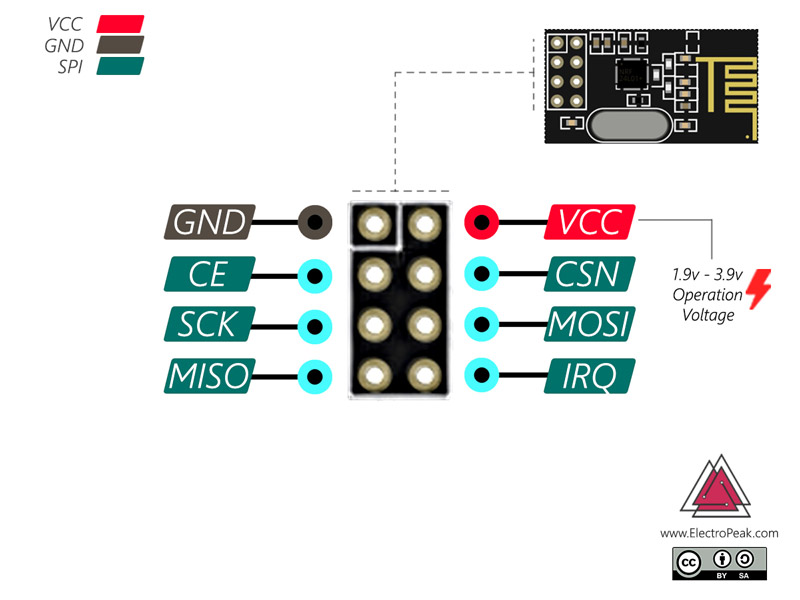 VCC
GND
SPI
GND
VCC
CE
CSN
SCK
MOSI
MISO
IRQ
1.9v - 3.9v
Operation
Voltage
www.ElectroPeak.com
cc
BY SA